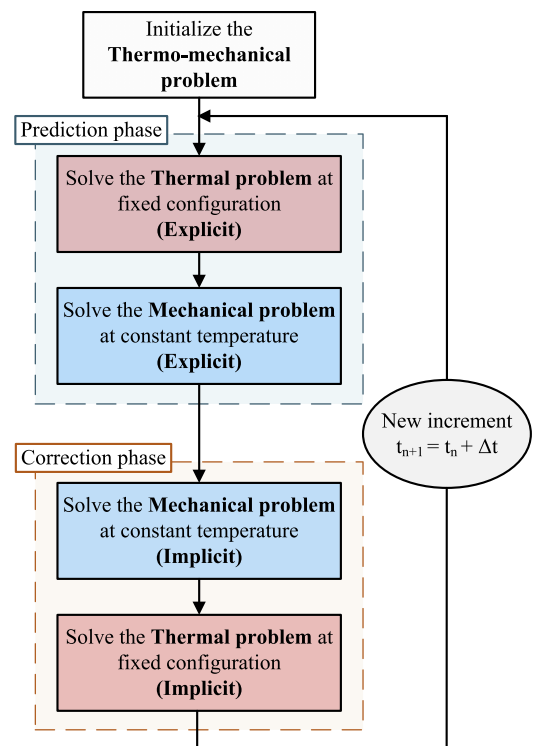 Initialize the
Thermo-mechanical
problem
Prediction phase
Solve the Thermal problem at
fixed configuration
(Explicit)
Solve the Mechanical problem
at constant temperature
(Explicit)
New increment
tₙ₊₁ = tₙ + Δt
Correction phase
Solve the Mechanical problem
at constant temperature
(Implicit)
Solve the Thermal problem at
fixed configuration
(Implicit)